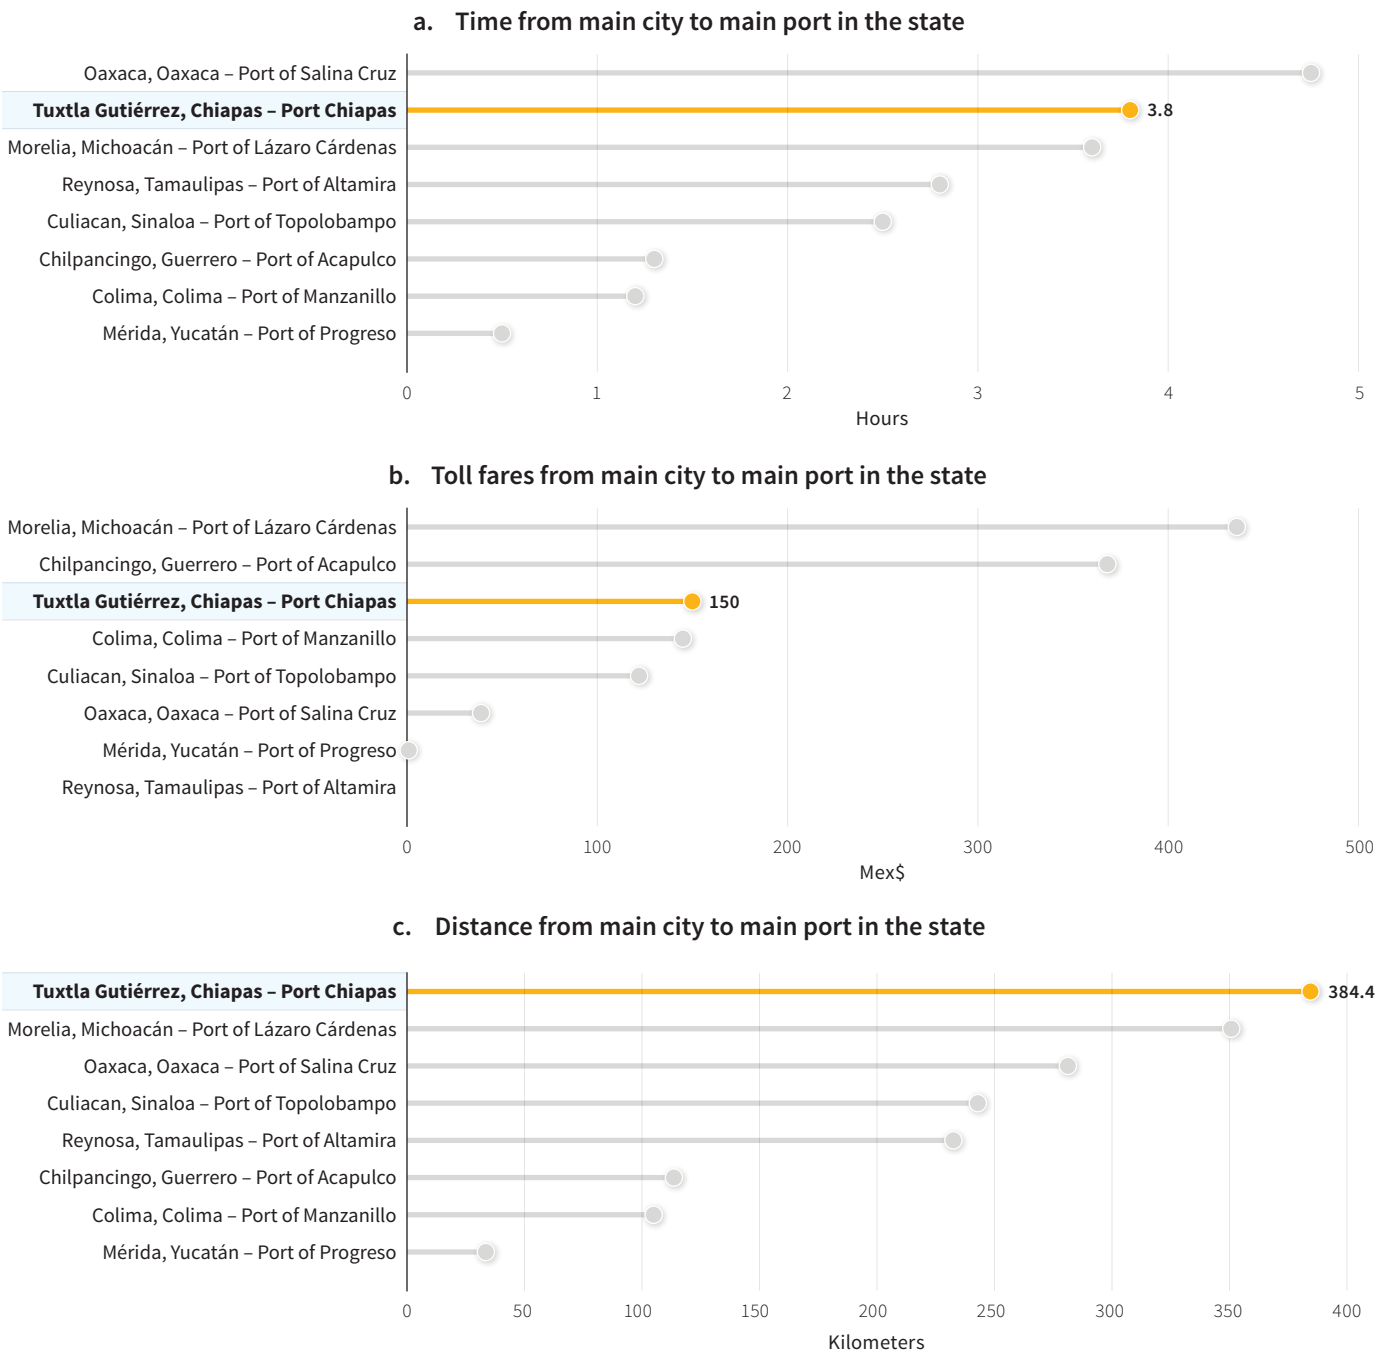 a. Time from main city to main port in the state
Oaxaca, Oaxaca – Port of Salina Cruz
Tuxtla Gutiérrez, Chiapas – Port Chiapas 3.8
Morelia, Michoacán – Port of Lázaro Cárdenas
Reynosa, Tamaulipas – Port of Altamira
Culiacan, Sinaloa – Port of Topolobampo
Chilpancingo, Guerrero – Port of Acapulco
Colima, Colima – Port of Manzanillo
Mérida, Yucatán – Port of Progreso
0 1 2 3 4 5
Hours
b. Toll fares from main city to main port in the state
Morelia, Michoacán – Port of Lázaro Cárdenas
Chilpancingo, Guerrero – Port of Acapulco
Tuxtla Gutiérrez, Chiapas – Port Chiapas 150
Colima, Colima – Port of Manzanillo
Culiacan, Sinaloa – Port of Topolobampo
Oaxaca, Oaxaca – Port of Salina Cruz
Mérida, Yucatán – Port of Progreso
Reynosa, Tamaulipas – Port of Altamira
0 100 200 300 400 500
Mex$
c. Distance from main city to main port in the state
Tuxtla Gutiérrez, Chiapas – Port Chiapas 384.4
Morelia, Michoacán – Port of Lázaro Cárdenas
Oaxaca, Oaxaca – Port of Salina Cruz
Culiacan, Sinaloa – Port of Topolobampo
Reynosa, Tamaulipas – Port of Altamira
Chilpancingo, Guerrero – Port of Acapulco
Colima, Colima – Port of Manzanillo
Mérida, Yucatán – Port of Progreso
0 50 100 150 200 250 300 350 400
Kilometers